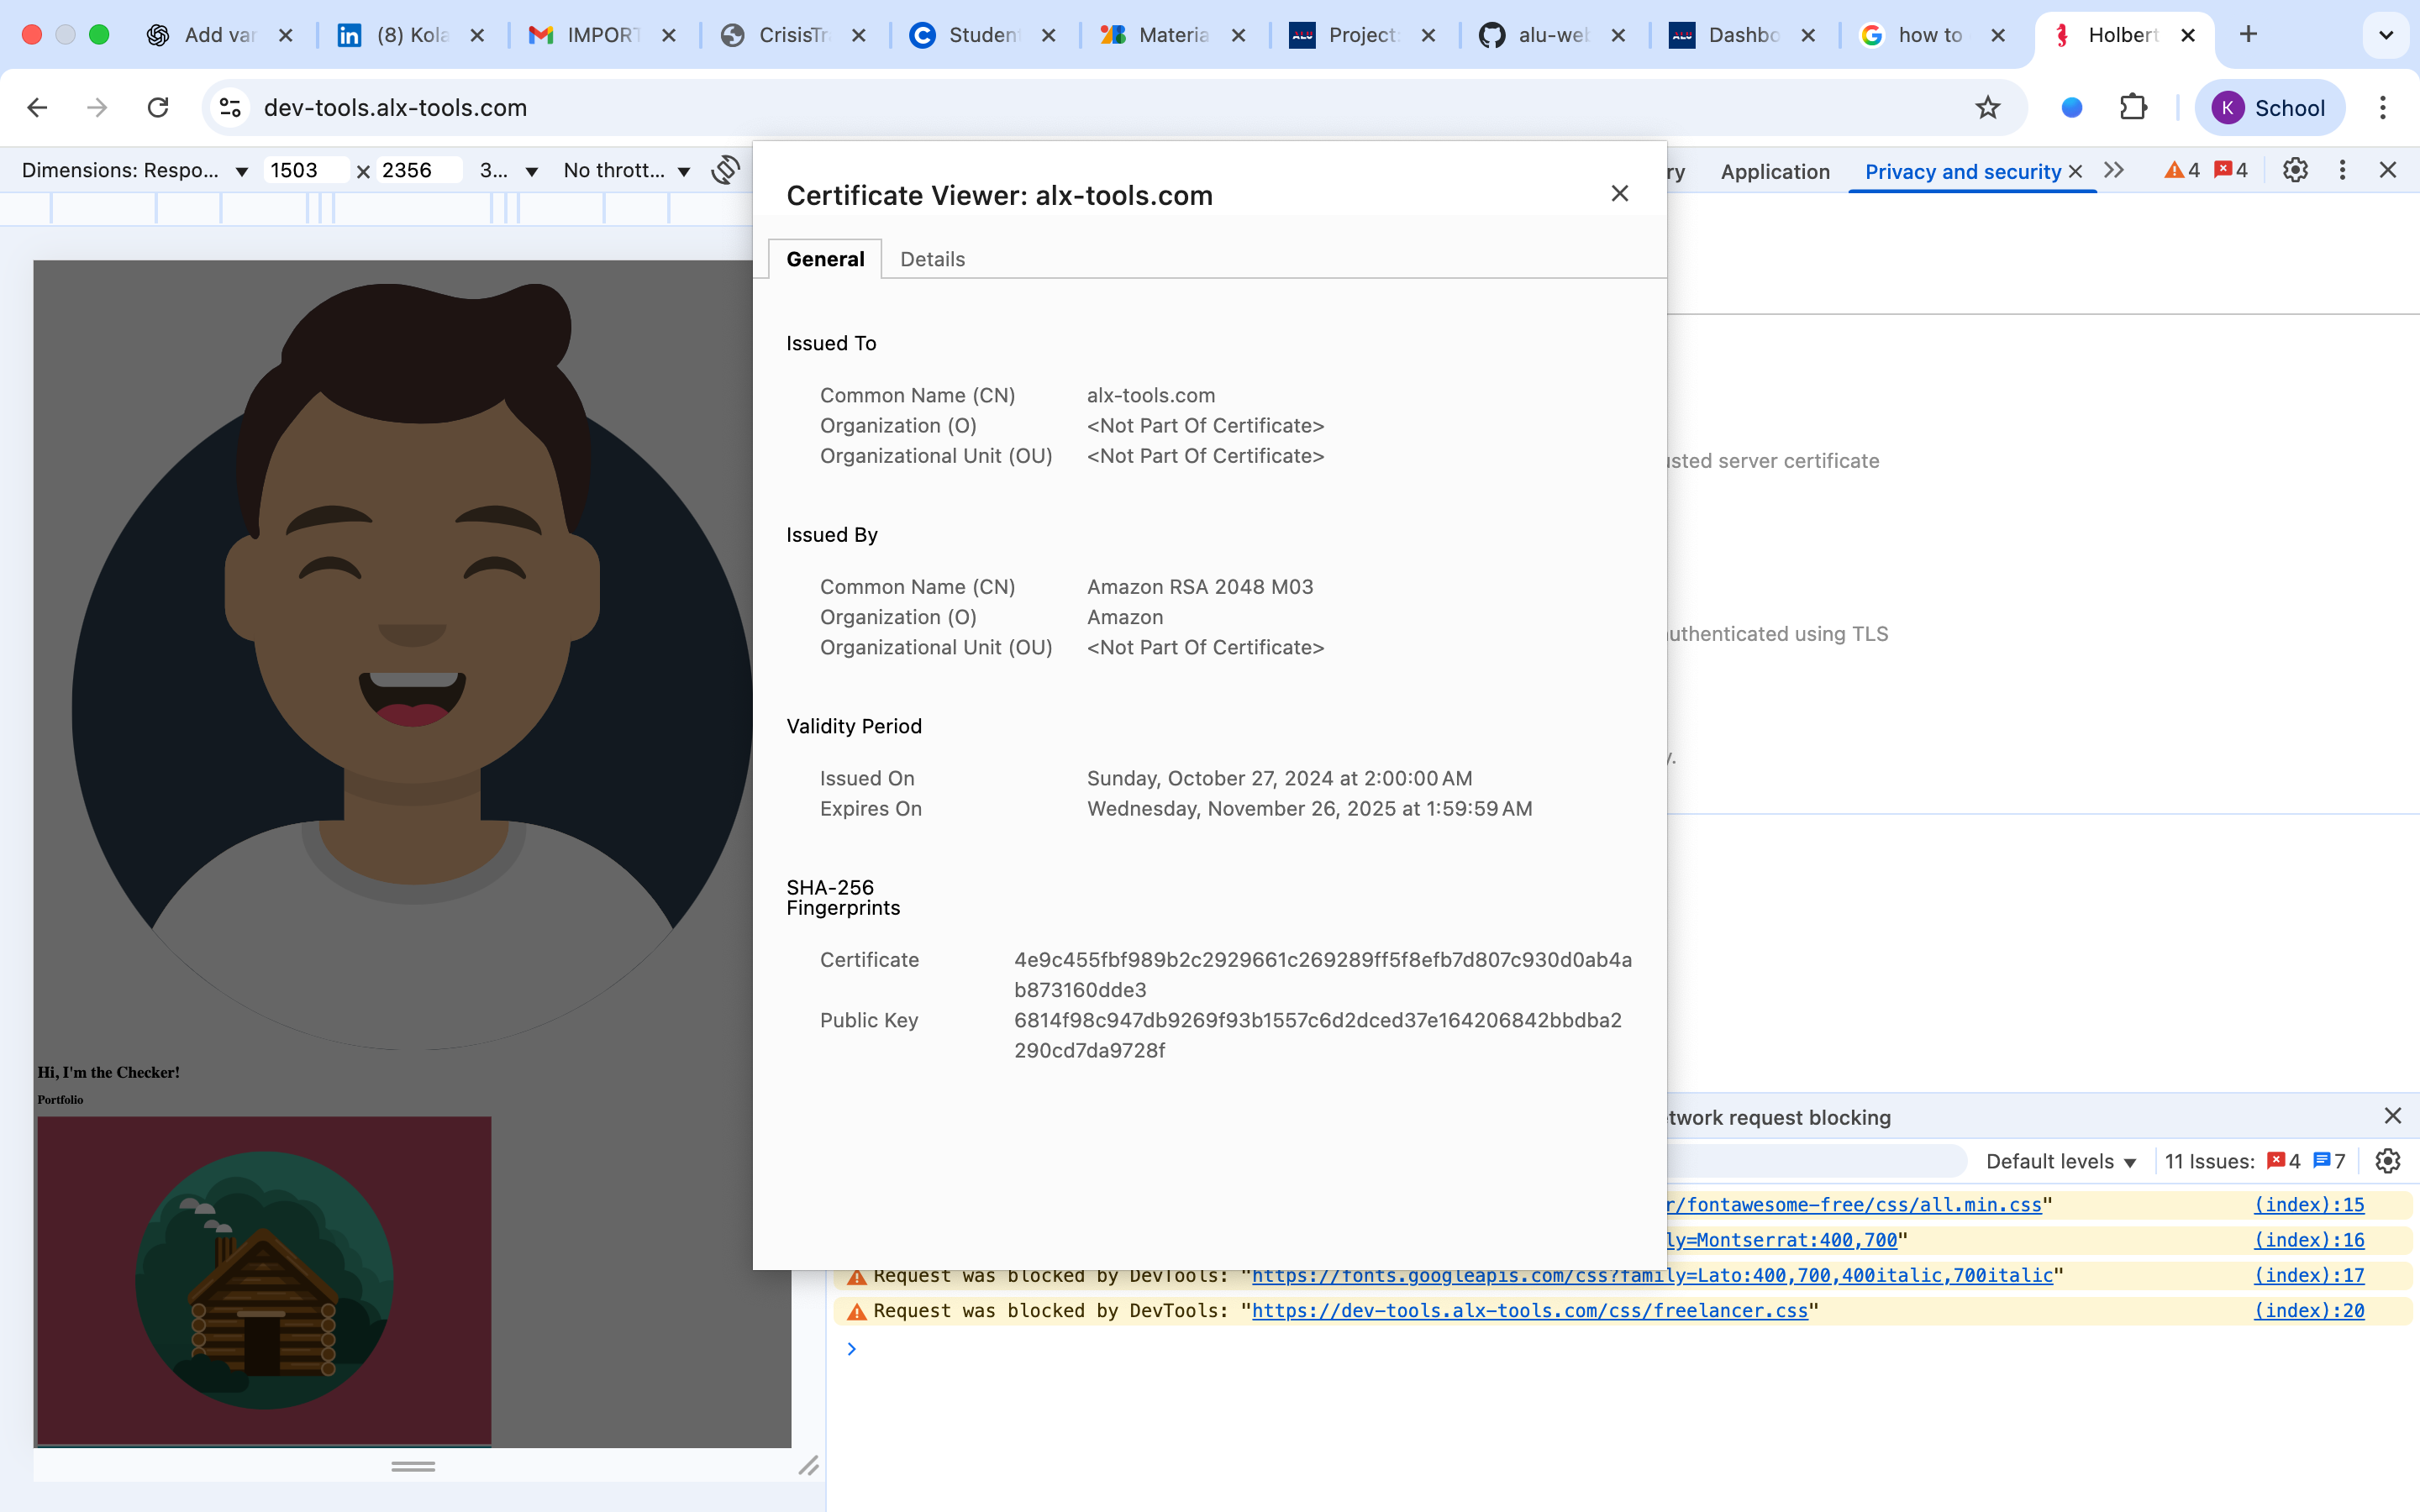 Add var
(8) Kola
IMPORT
CrisisTr
Studen
Materia
Project:
alu-web
Dashbo
how to
Holbert
dev-tools.alx-tools.com
K School
Dimensions: Respo... 1503 × 2356 3... No thrott...
ry Application Privacy and security 4 4
Certificate Viewer: alx-tools.com
General Details
Issued To
Common Name (CN) alx-tools.com
Organization (O) <Not Part Of Certificate>
Organizational Unit (OU) <Not Part Of Certificate>
usted server certificate
Issued By
Common Name (CN) Amazon RSA 2048 M03
Organization (O) Amazon
Organizational Unit (OU) <Not Part Of Certificate>
uthenticated using TLS
Validity Period
y.
Issued On Sunday, October 27, 2024 at 2:00:00 AM
Expires On Wednesday, November 26, 2025 at 1:59:59 AM
SHA-256
Fingerprints
Certificate 4e9c455fbf989b2c2929661c269289ff5f8efb7d807c930d0ab4a
b873160dde3
Public Key 6814f98c947db9269f93b1557c6d2dced37e164206842bbdba2
290cd7da9728f
Hi, I'm the Checker!
Portfolio
twork request blocking
Default levels 11 Issues: 4 7
r/fontawesome-free/css/all.min.css" (index):15
ly=Montserrat:400,700" (index):16
Request was blocked by DevTools: "https://fonts.googleapis.com/css?family=Lato:400,700,400italic,700italic" (index):17
Request was blocked by DevTools: "https://dev-tools.alx-tools.com/css/freelancer.css" (index):20